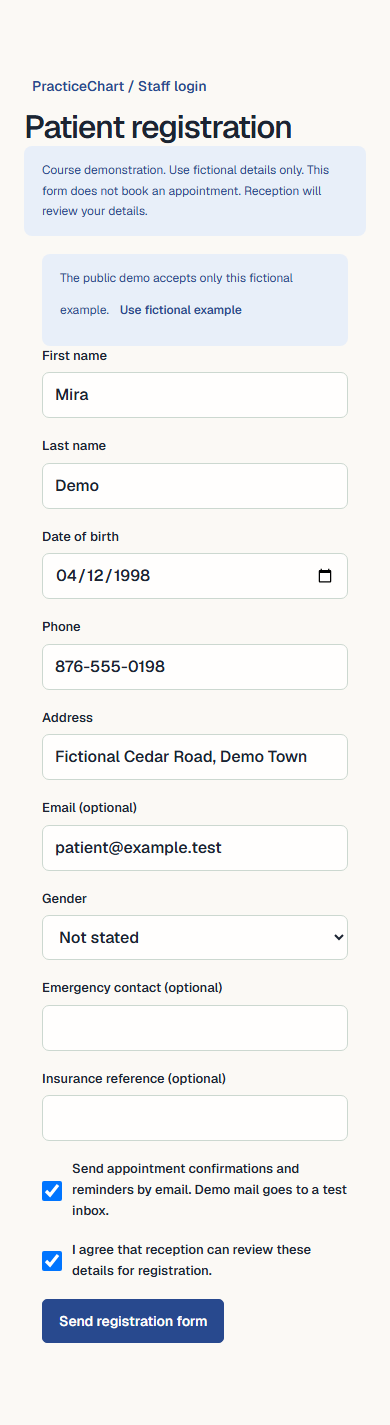 PracticeChart / Staff login
Patient registration
Course demonstration. Use fictional details only. This
form does not book an appointment. Reception will
review your details.
The public demo accepts only this fictional
example. Use fictional example
First name
Mira
Last name
Demo
Date of birth
04/12/1998
Phone
876-555-0198
Address
Fictional Cedar Road, Demo Town
Email (optional)
patient@example.test
Gender
Not stated
Emergency contact (optional)
Insurance reference (optional)
Send appointment confirmations and
reminders by email. Demo mail goes to a test
inbox.
I agree that reception can review these
details for registration.
Send registration form